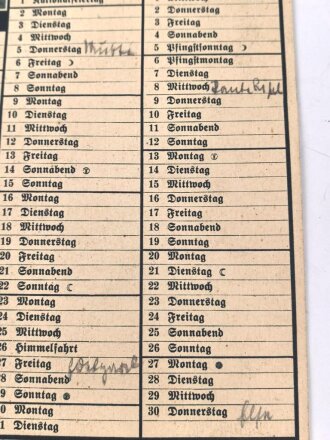 1 Nationalfeiertag
2 Montag
3 Dienstag
4 Mittwoch
5 Donnerstag
6 Freitag ☽
7 Sonnabend
8 Sonntag
9 Montag
10 Dienstag
11 Mittwoch
12 Donnerstag
13 Freitag
14 Sonnabend
15 Sonntag
16 Montag
17 Dienstag
18 Mittwoch
19 Donnerstag
20 Freitag
21 Sonnabend
22 Sonntag ☾
23 Montag
24 Dienstag
25 Mittwoch
26 Himmelfahrt
27 Freitag
8 Sonnabend
9 Sonntag ●
0 Montag
1 Dienstag
2 Donnerstag
3 Freitag
4 Sonnabend
5 Pfingstsonntag ☽
6 Pfingstmontag
7 Dienstag
8 Mittwoch
9 Donnerstag
10 Freitag
11 Sonnabend
12 Sonntag
13 Montag
14 Dienstag
15 Mittwoch
16 Donnerstag
17 Freitag
18 Sonnabend
19 Sonntag
20 Montag
21 Dienstag ☾
22 Mittwoch
23 Donnerstag
24 Freitag
25 Sonnabend
26 Sonntag
27 Montag ●
28 Dienstag
29 Mittwoch
30 Donnerstag